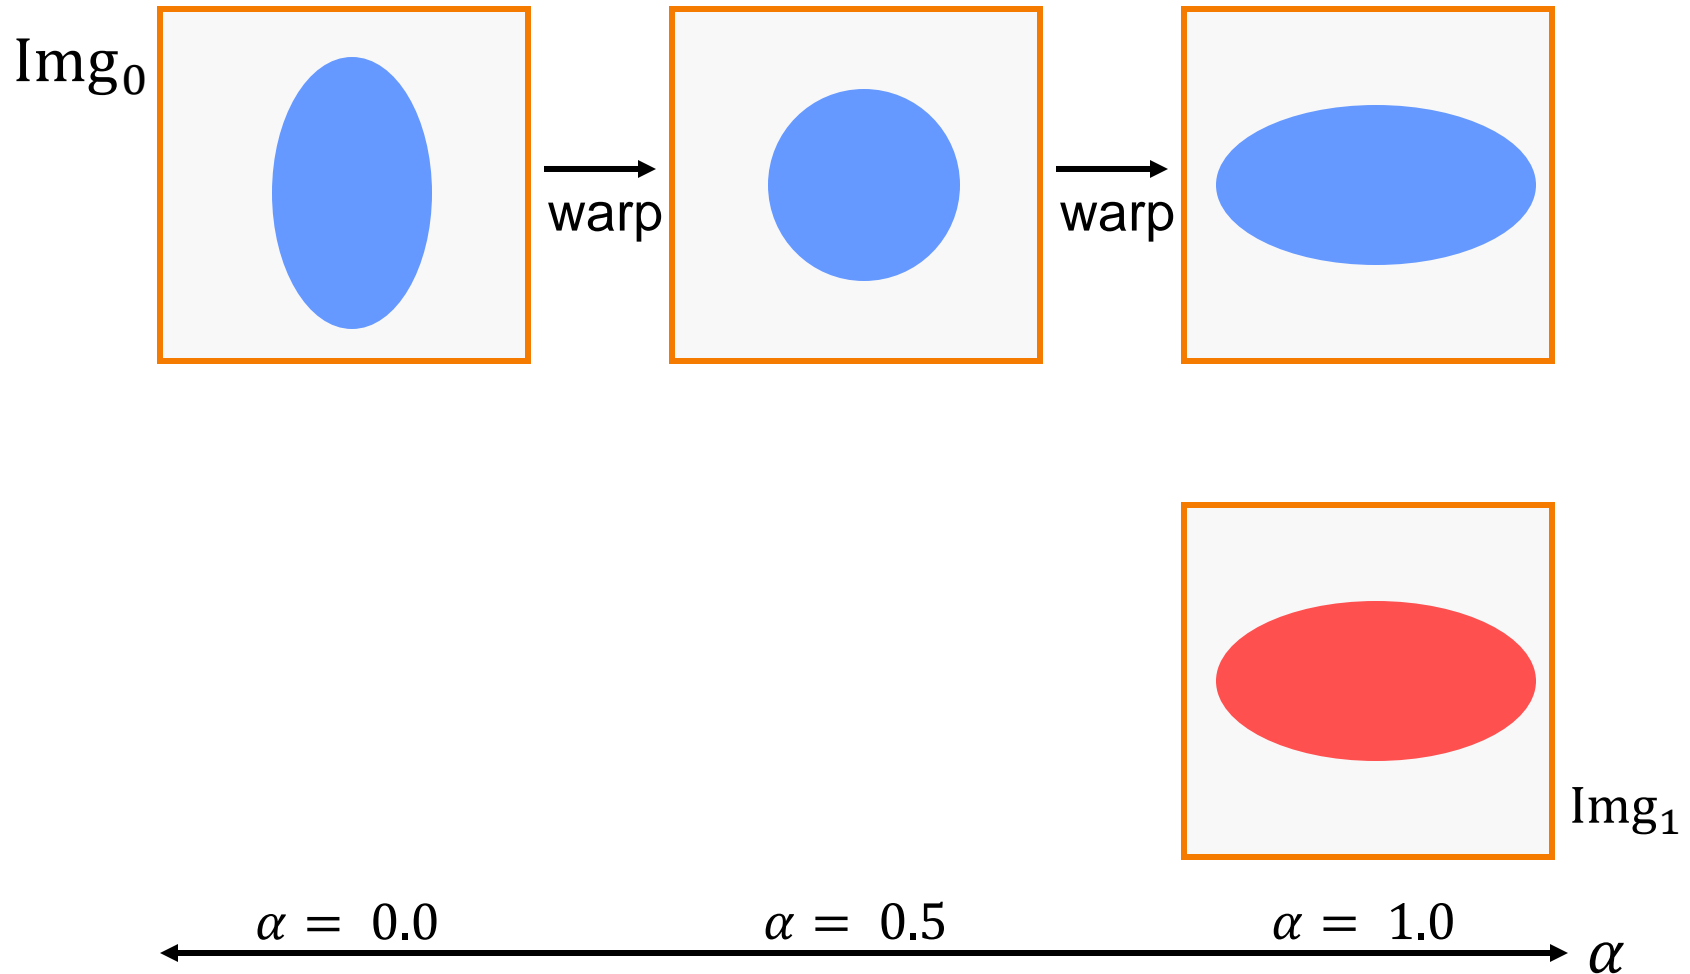 Img₀
warp
warp
Img₁
α = 0.0
α = 0.5
α = 1.0
α